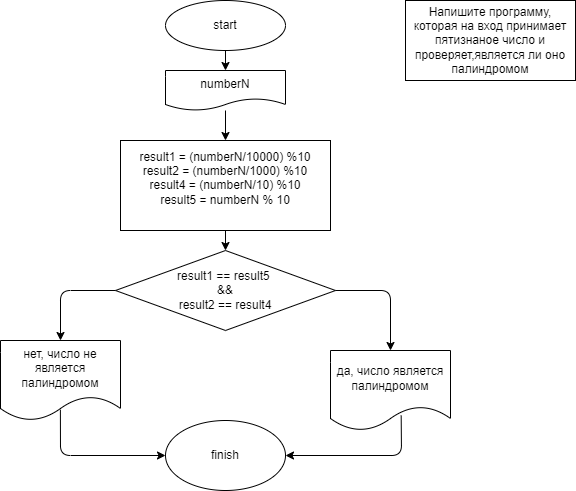 start
Напишите программу,
которая на вход принимает
пятизнаное число и
проверяет,является ли оно
палиндромом
numberN
result1 = (numberN/10000) %10
result2 = (numberN/1000) %10
result4 = (numberN/10) %10
result5 = numberN % 10
result1 == result5
&&
result2 == result4
нет, число не
является
палиндромом
да, число является
палиндромом
finish